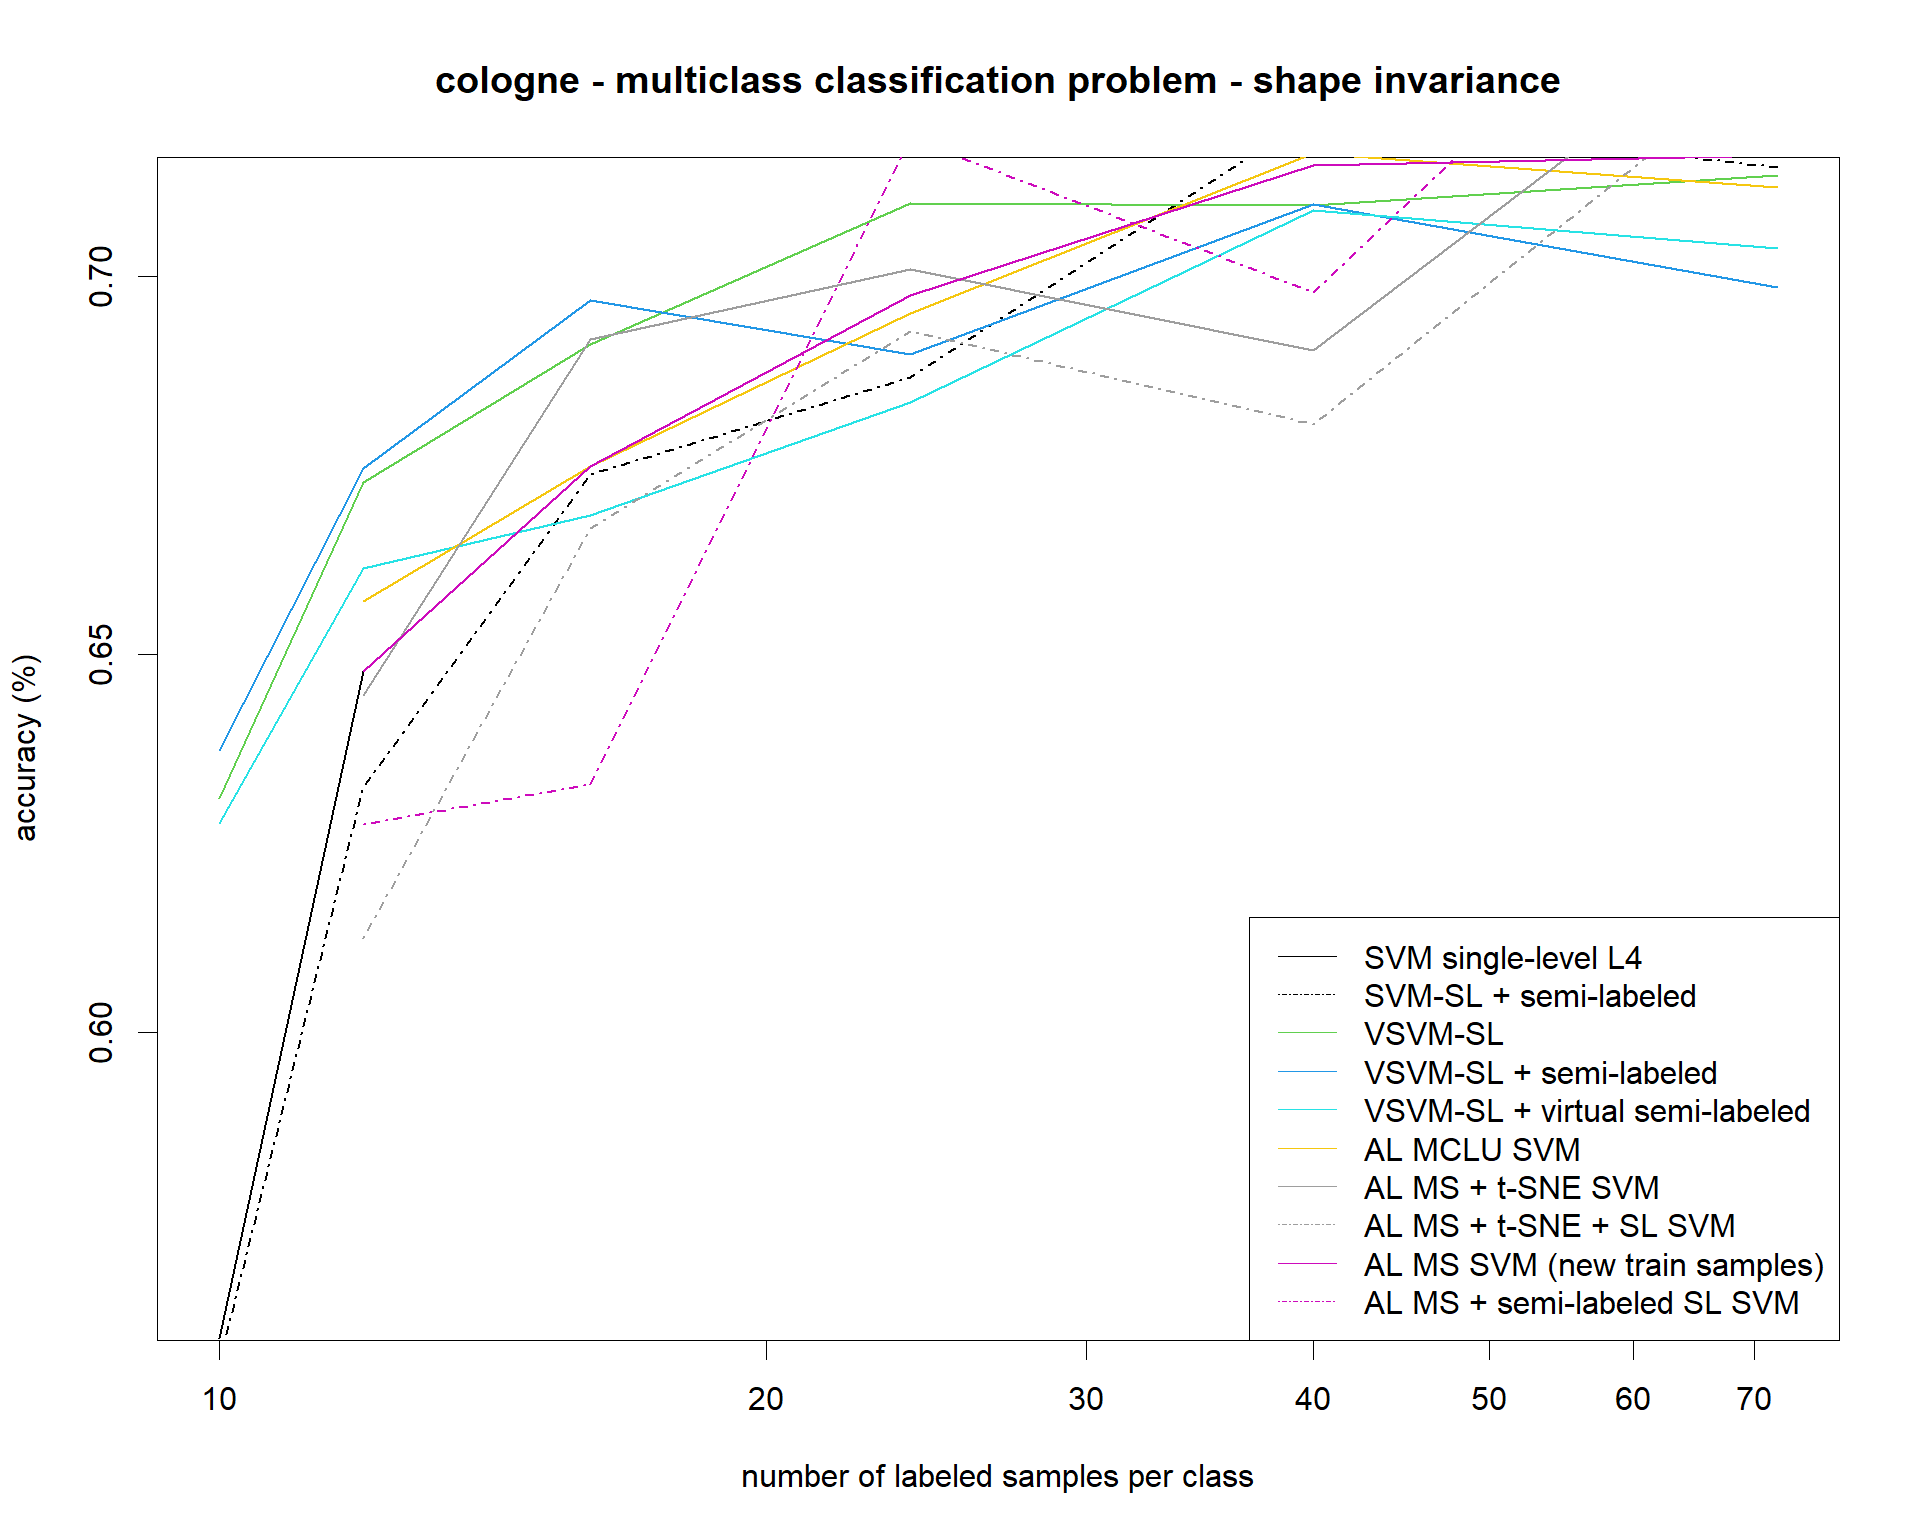 cologne - multiclass classification problem - shape invariance
accuracy (%)
0.70
0.65
0.60
SVM single-level L4
SVM-SL + semi-labeled
VSVM-SL
VSVM-SL + semi-labeled
VSVM-SL + virtual semi-labeled
AL MCLU SVM
AL MS + t-SNE SVM
AL MS + t-SNE + SL SVM
AL MS SVM (new train samples)
AL MS + semi-labeled SL SVM
10 20 30 40 50 60 70
number of labeled samples per class